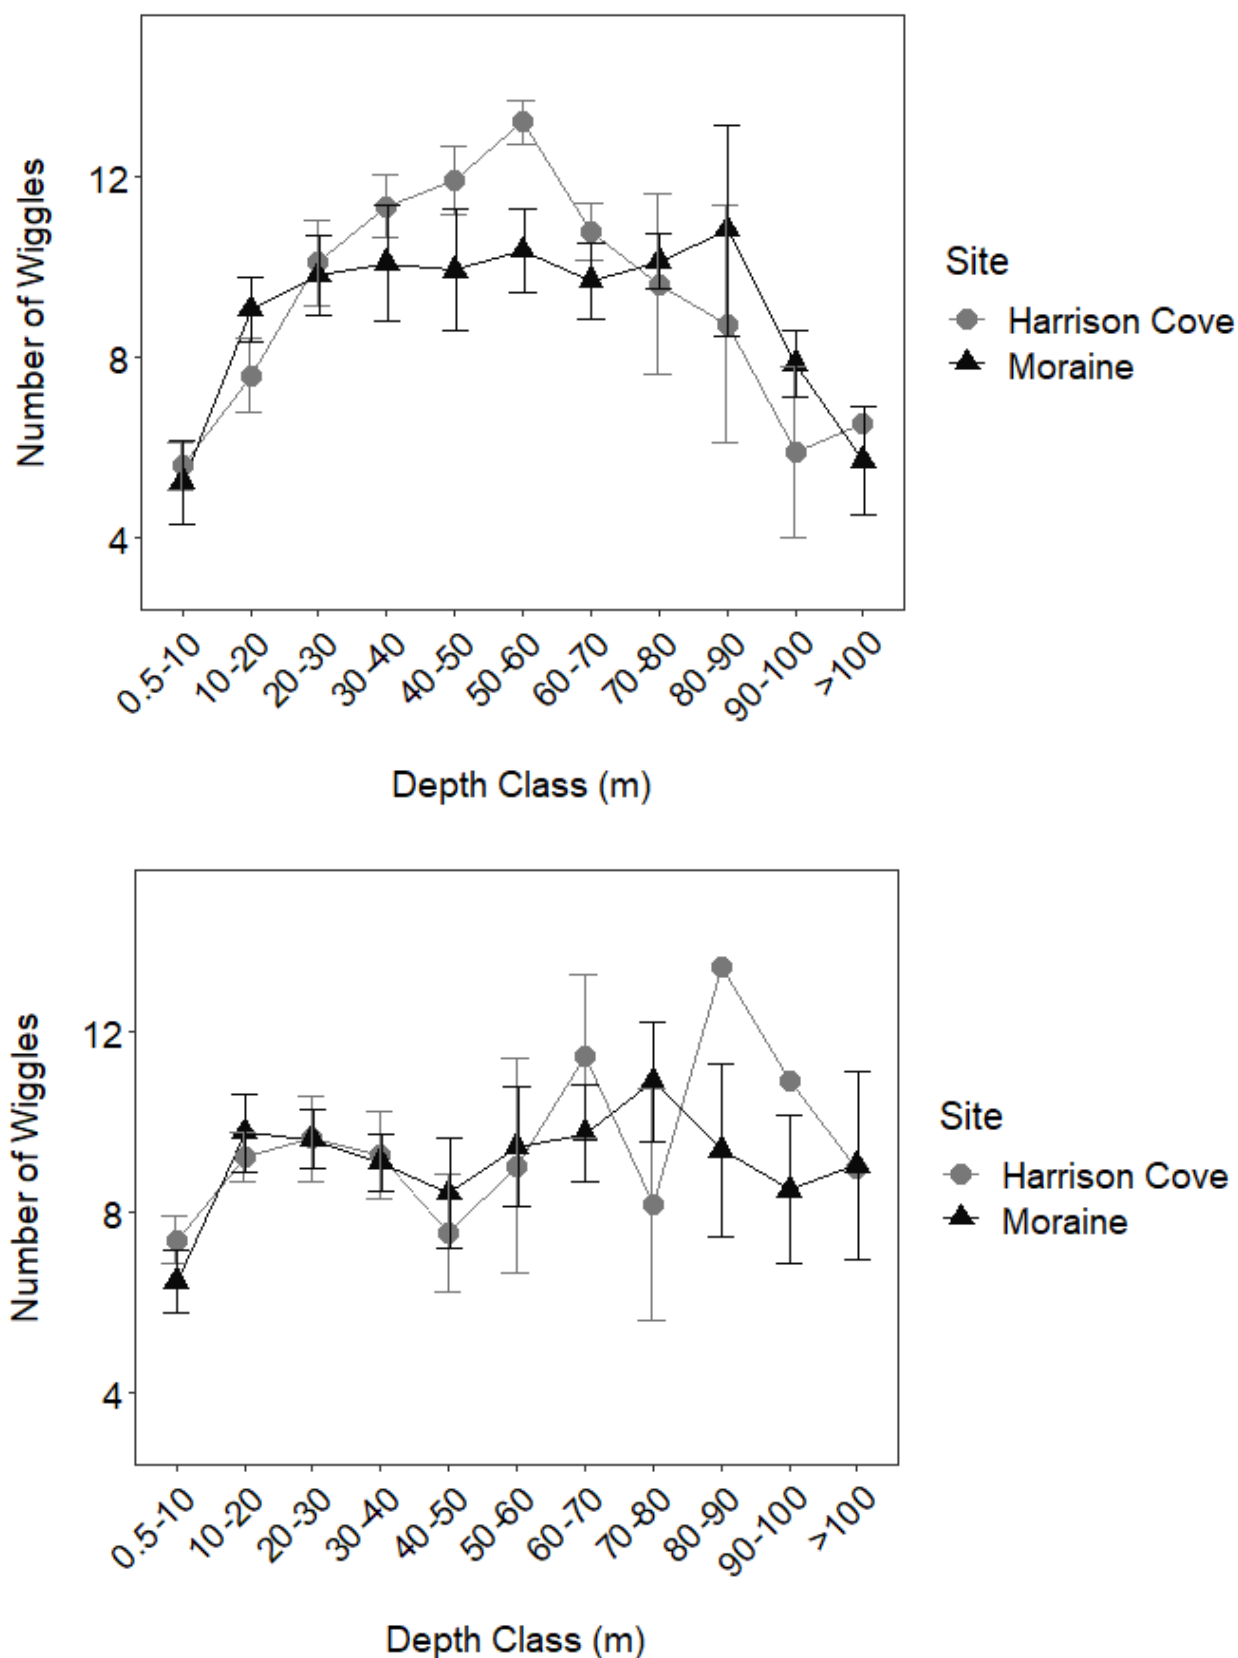 Number of Wiggles
12
8
4
0.5-10
10-20
20-30
30-40
40-50
50-60
60-70
70-80
80-90
90-100
>100
Depth Class (m)
Site
Harrison Cove
Moraine
Number of Wiggles
12
8
4
0.5-10
10-20
20-30
30-40
40-50
50-60
60-70
70-80
80-90
90-100
>100
Depth Class (m)
Site
Harrison Cove
Moraine